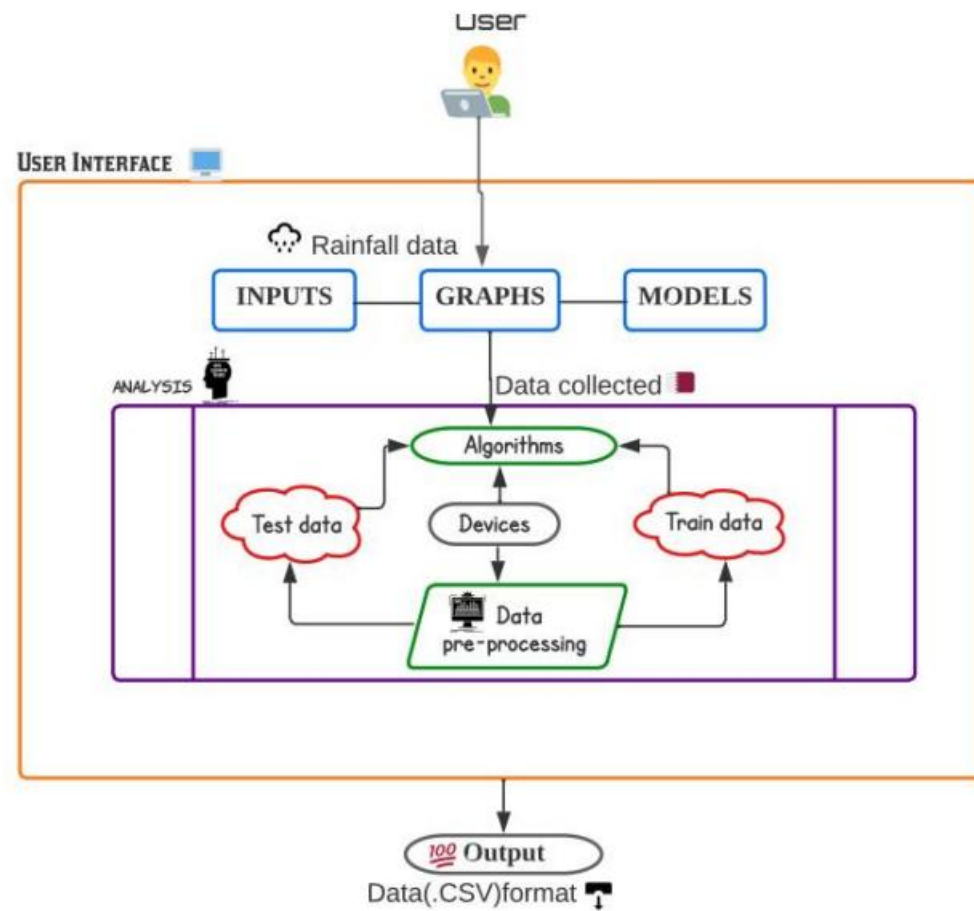 User
USER INTERFACE
Rainfall data
INPUTS
GRAPHS
MODELS
ANALYSIS
Data collected
Algorithms
Test data
Devices
Train data
Data
pre-processing
100 Output
Data(.CSV)format